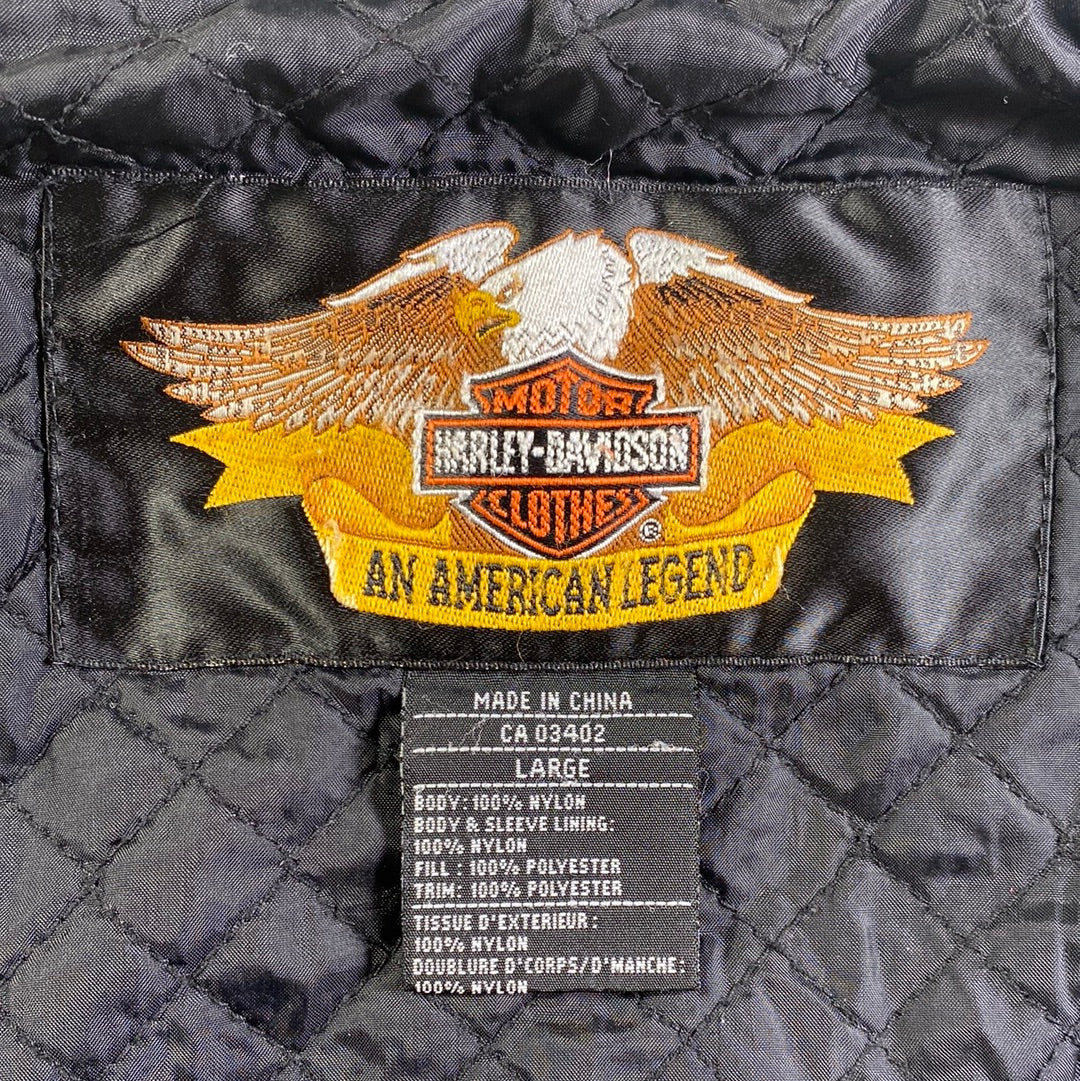 MOTOR
HARLEY-DAVIDSON
CLOTHES
®
AN AMERICAN LEGEND
MADE IN CHINA
CA 03402
LARGE
BODY: 100% NYLON
BODY & SLEEVE LINING:
100% NYLON
FILL : 100% POLYESTER
TRIM: 100% POLYESTER
TISSUE D'EXTERIEUR :
100% NYLON
DOUBLURE D'CORPS/D'MANCHE:
100% NYLON